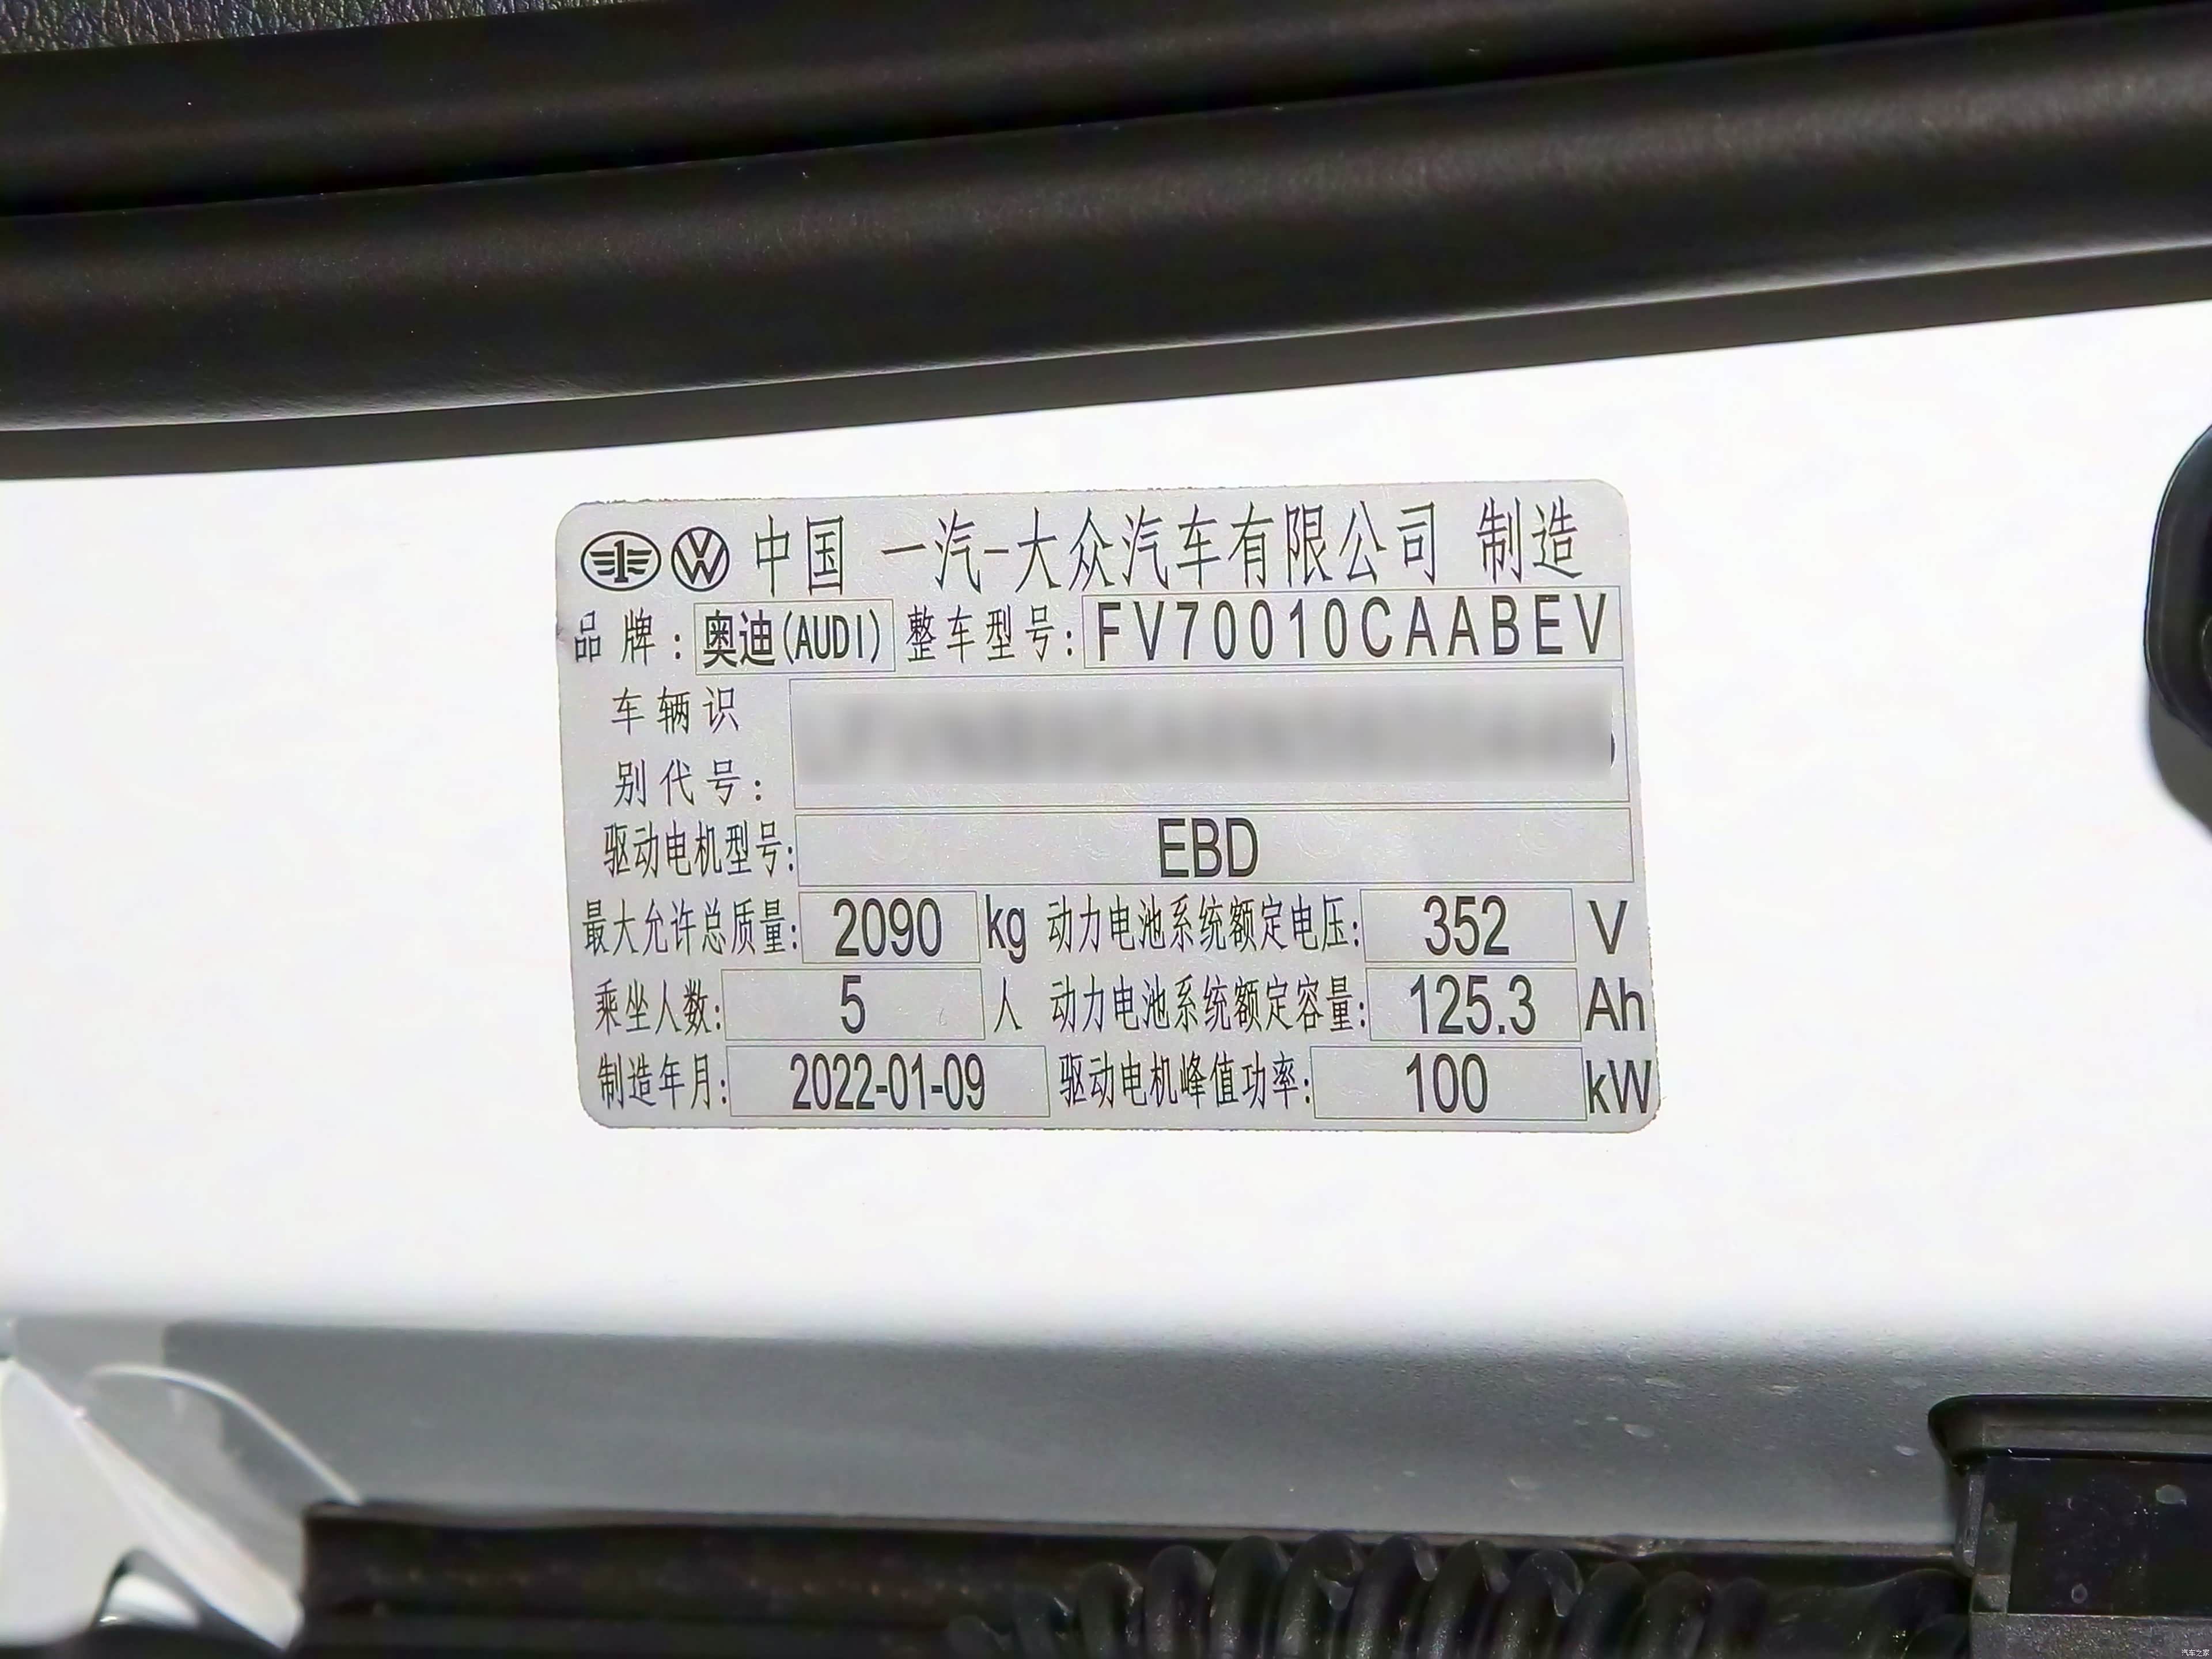 中国 一汽-大众汽车有限公司 制造
品牌: 奥迪(AUDI) 整车型号: FV70010CAABEV
车辆识
别代号:
驱动电机型号: EBD
最大允许总质量: 2090 kg 动力电池系统额定电压: 352 V
乘坐人数: 5 人 动力电池系统额定容量: 125.3 Ah
制造年月: 2022-01-09 驱动电机峰值功率: 100 kW
汽车之家